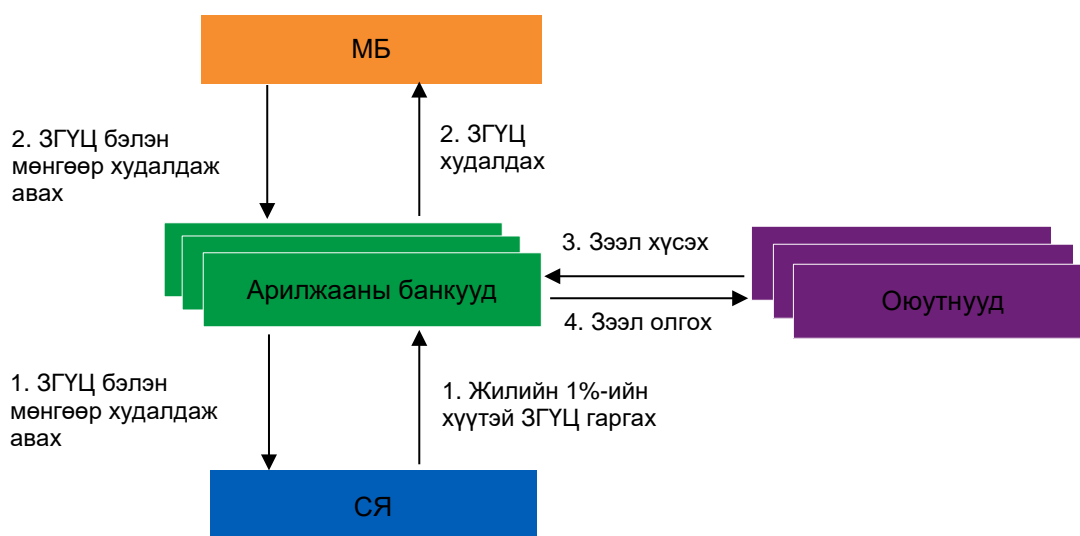 МБ
2. ЗГҮЦ бэлэн
мөнгөөр худалдаж
авах
2. ЗГҮЦ
худалдах
3. Зээл хүсэх
Арилжааны банкууд
Оюутнууд
4. Зээл олгох
1. ЗГҮЦ бэлэн
мөнгөөр худалдаж
авах
1. Жилийн 1%-ийн
хүүтэй ЗГҮЦ гаргах
СЯ